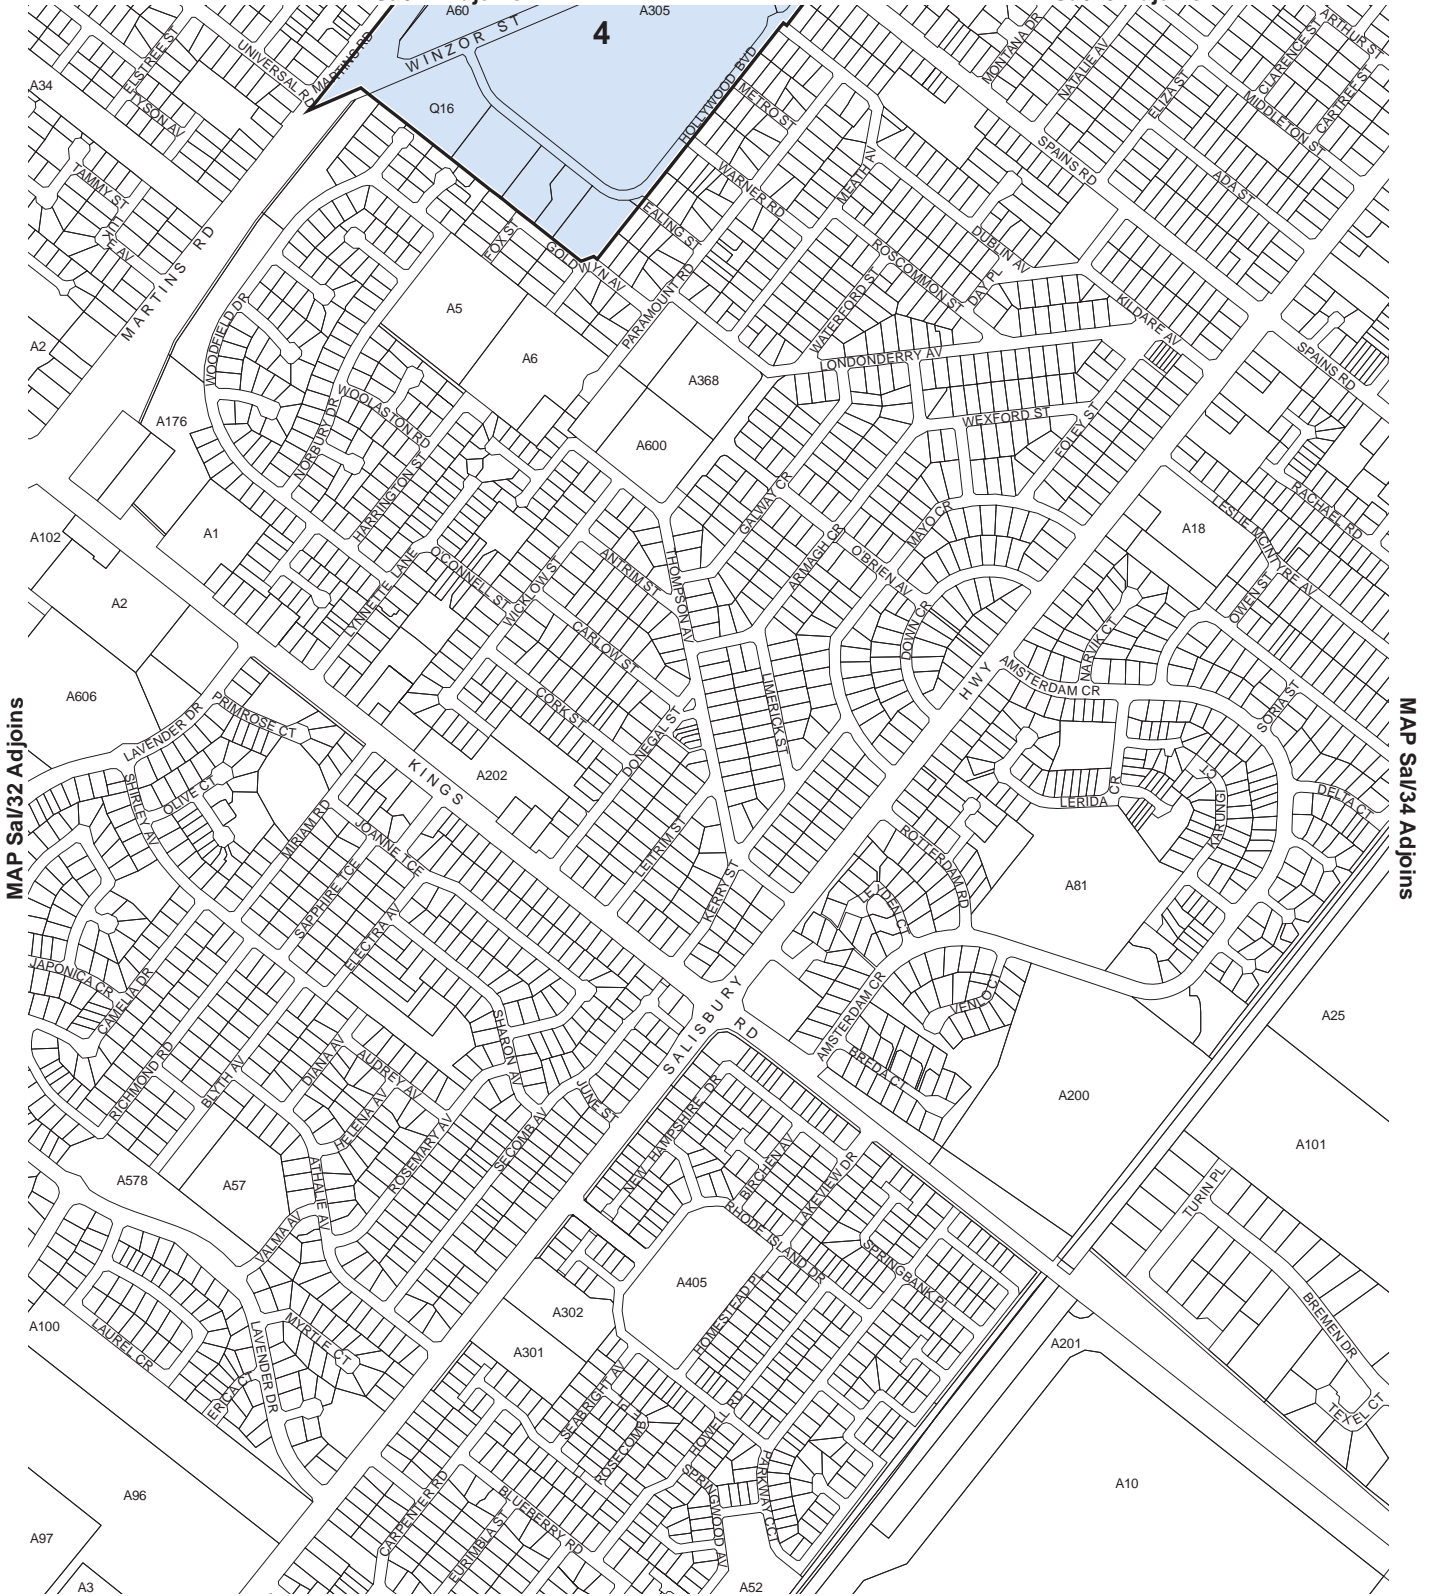 A60
A305
4
WINZOR ST
MARTINS RD
HOLLYWOOD BVD
Q16
ELSTREE ST
UNIVERSAL RD
TYSON AV
A34
METRO ST
MONTANA DR
NATALIE AV
ARTHUR ST
CLARENCE ST
CARTREF ST
ELIZA ST
MIDDLETON ST
SPAINS RD
ADA ST
MEATH AV
WARNER RD
TAMMY ST
LUKE AV
MARTINS RD
EALING ST
FOX ST
GOLDWYN AV
PARAMOUNT RD
ROSCOMMON ST
DUBLIN AV
DAY PL
WATERFORD ST
KILDARE AV
SPAINS RD
A5
A6
A2
WOODFIELD DR
LONDONDERRY AV
A368
A176
NORBURY DR
WOOLASTON RD
WEXFORD ST
FOLEY ST
A600
HARRINGTON ST
GALWAY CR
MAYO CR
ARMAGH CR
O'BRIEN AV
RACHAEL RD
LESLIE MCINTYRE AV
A18
A102
A1
O'CONNELL ST
LYNNETTE LANE
WICKLOW ST
ANTRIM ST
THOMPSON AV
OWEN ST
A2
CARLOW ST
DOWN CR
NARVIK CT
AMSTERDAM CR
HWY
A606
PRIMROSE CT
LAVENDER DR
CORK ST
DONEGAL ST
LIMERICK ST
SORIA ST
MAP Sal/32 Adjoins
MAP Sal/34 Adjoins
KINGS
A202
SHIRLEY AV
OLIVE CT
MIRIAM RD
JOANNE TCE
LERIDA CR
KARUNGI CT
DELTA CT
LEITRIM ST
KERRY ST
ROTTERDAM RD
LEYDEN CT
A81
SAPPHIRE TCE
ELECTRA AV
JAPONICA CR
CAMELIA DR
AMSTERDAM CR
VENLO CT
BREDA CT
SALISBURY
RD
A25
SHARON AV
DIANA AV
AUDREY AV
RICHMOND RD
BLYTH AV
HELENA AV
ROSEMARY AV
SECOMB AV
JUNE ST
A200
A101
NEW HAMPSHIRE DR
BIRCHEN AV
LAKEVIEW DR
A578
A57
ATHALIE AV
VALMA AV
RHODE ISLAND DR
SPRINGBANK PL
TURIN PL
A405
HOMESTEAD PL
A302
A301
A100
LAUREL CR
LAVENDER DR
MYRTLE CT
ERICA CT
A201
BREMEN DR
TEXEL CT
SEABRIGHT AV
ROSECOMBE PL
HOWELL RD
SPRINGWOOD AV
PARKWAY CCT
A10
A96
CARPENTER RD
BLUEBERRY RD
EURIMBLA ST
A97
A3
A52